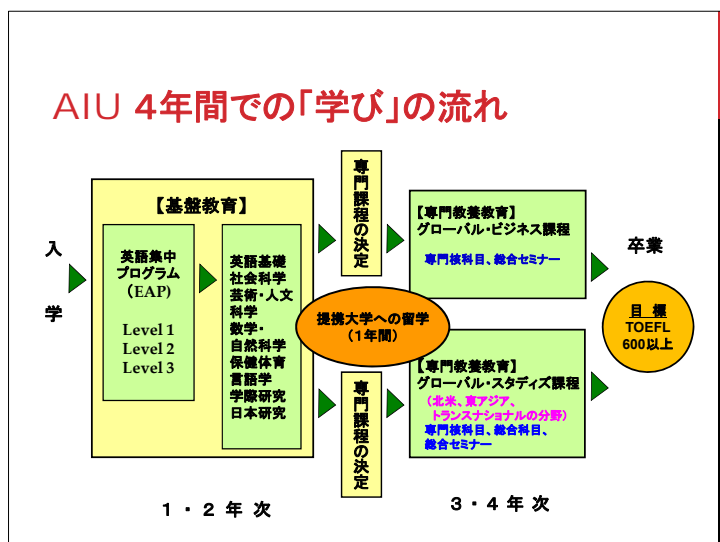 AIU 4年間での「学び」の流れ
入
学
【基盤教育】
英語集中
プログラム
（EAP)
Level 1
Level 2
Level 3
英語基礎
社会科学
芸術・人文
科学
数学・
自然科学
保健体育
言語学
学際研究
日本研究
専門課程の決定
提携大学への留学
（1年間）
専門課程の決定
【専門教養教育】
グローバル・ビジネス課程
専門核科目、総合セミナー
【専門教養教育】
グローバル・スタディズ課程
（北米、東アジア、
トランスナショナルの分野）
専門核科目、総合科目、
総合セミナー
卒業
目 標
TOEFL
600以上
１・２年次
３・４年次